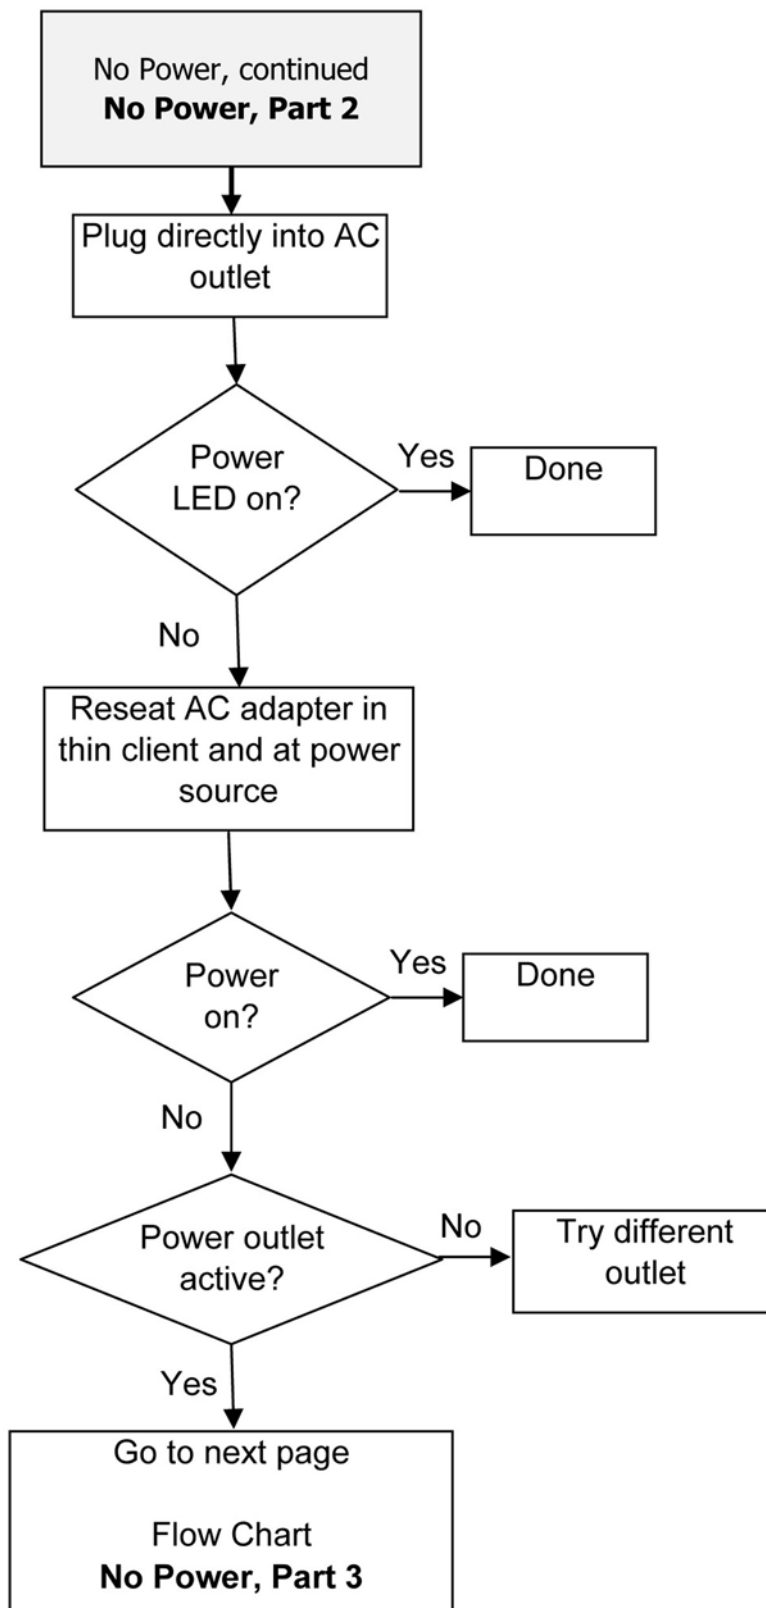 No Power, continued
No Power, Part 2
Plug directly into AC
outlet
Power
LED on?
Yes
Done
No
Reseat AC adapter in
thin client and at power
source
Power
on?
Yes
Done
No
Power outlet
active?
No
Try different
outlet
Yes
Go to next page
Flow Chart
No Power, Part 3